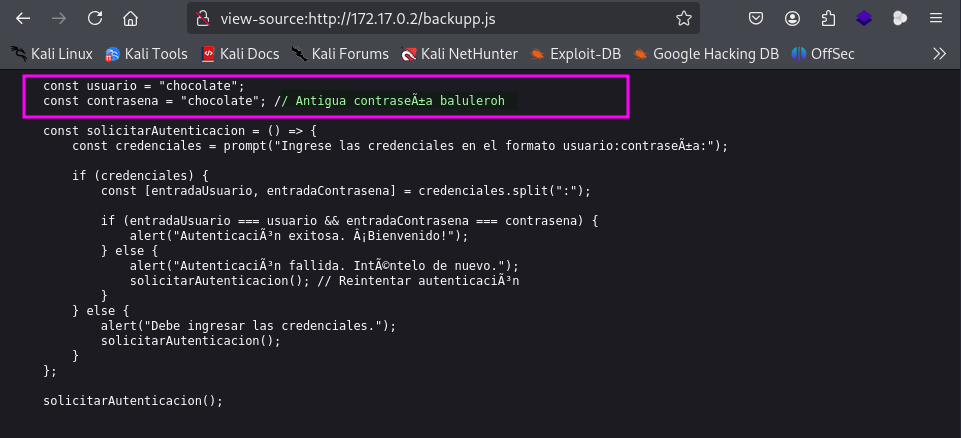 view-source:http://172.17.0.2/backupp.js
Kali Linux Kali Tools Kali Docs Kali Forums Kali NetHunter Exploit-DB Google Hacking DB OffSec
const usuario = "chocolate";
const contrasena = "chocolate"; // Antigua contraseÃ±a baluleroh
const solicitarAutenticacion = () => {
const credenciales = prompt("Ingrese las credenciales en el formato usuario:contraseÃ±a:");
if (credenciales) {
const [entradaUsuario, entradaContrasena] = credenciales.split(":");
if (entradaUsuario === usuario && entradaContrasena === contrasena) {
alert("AutenticaciÃ³n exitosa. Â¡Bienvenido!");
} else {
alert("AutenticaciÃ³n fallida. IntÃ©ntelo de nuevo.");
solicitarAutenticacion(); // Reintentar autenticaciÃ³n
}
} else {
alert("Debe ingresar las credenciales.");
solicitarAutenticacion();
}
};
solicitarAutenticacion();